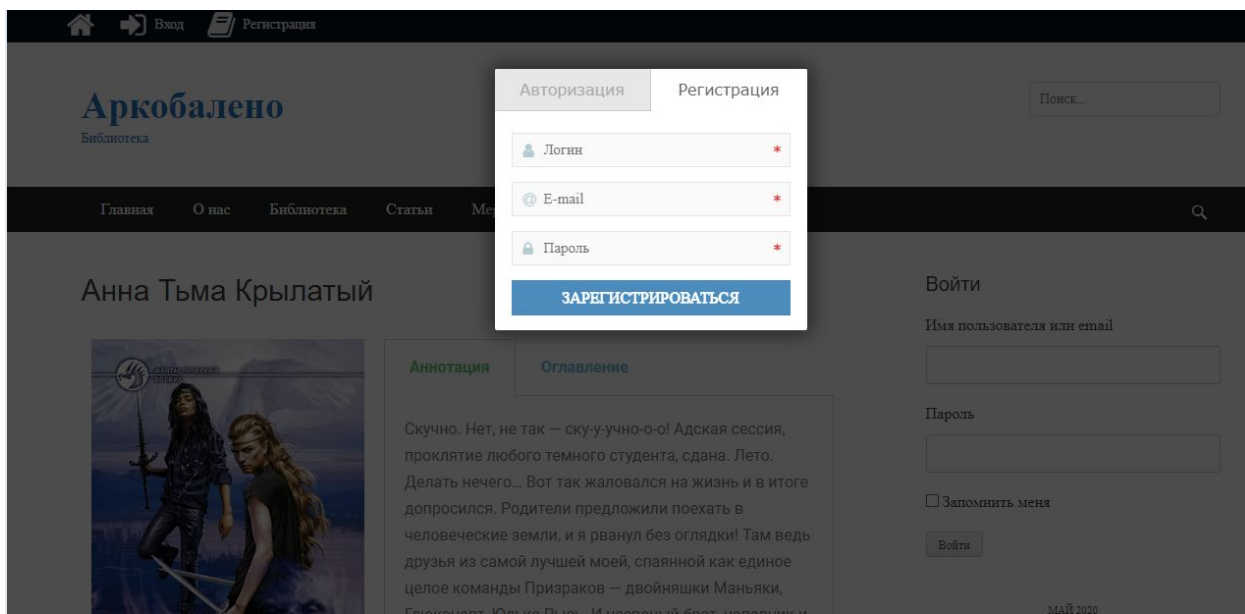 Вход Регистрация
Аркобалено
Библиотека
Поиск...
Авторизация Регистрация
Логин *
@ E-mail *
Пароль *
ЗАРЕГИСТРИРОВАТЬСЯ
Главная О нас Библиотека Статьи
Анна Тьма Крылатый
ФАНТАСТИЧЕСКИЙ
БОЕВИК
Аннотация Оглавление
Скучно. Нет, не так — ску-у-учно-о-о! Адская сессия,
проклятие любого темного студента, сдана. Лето.
Делать нечего... Вот так жаловался на жизнь и в итоге
допросился. Родители предложили поехать в
человеческие земли, и я рванул без оглядки! Там ведь
друзья из самой лучшей моей, спаянной как единое
целое команды Призраков — двойняшки Маньяки,
Войти
Имя пользователя или email
Пароль
Запомнить меня
Войти
МАЙ 2020